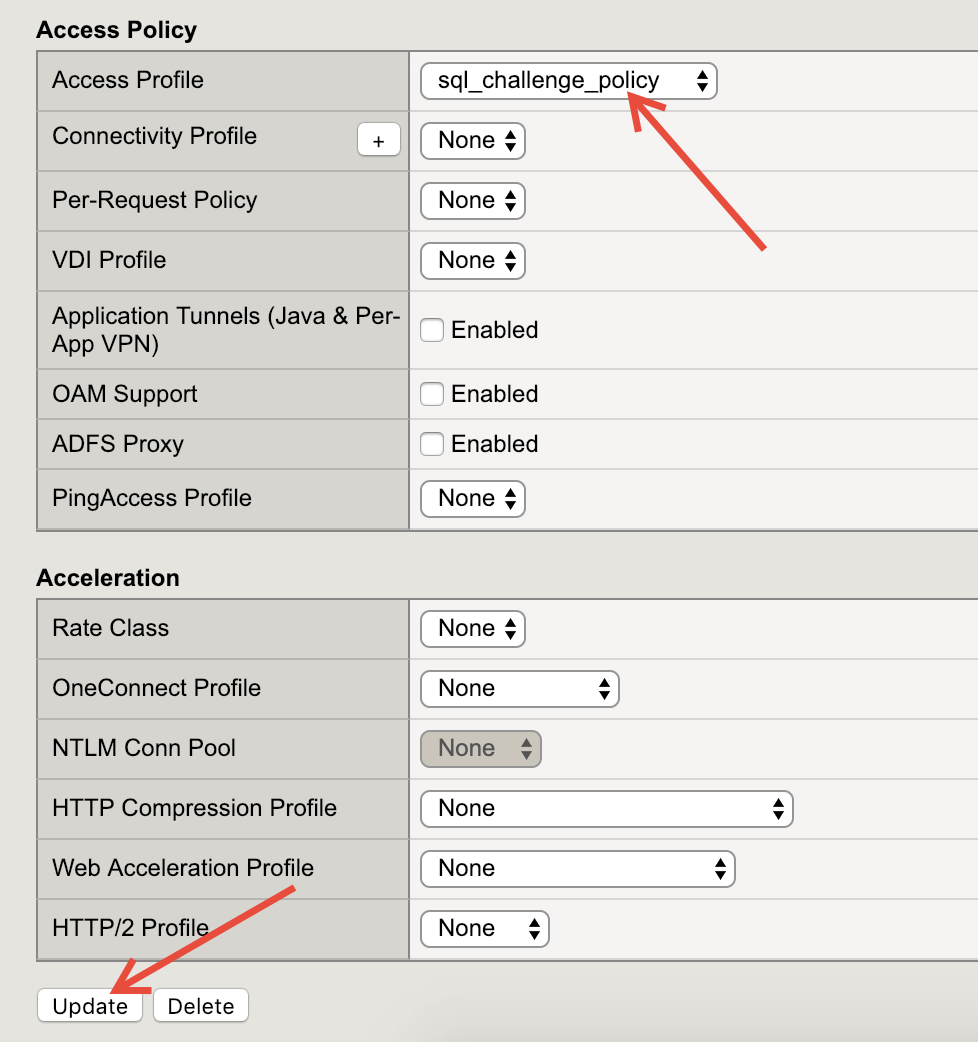 Access Policy
Access Profile
sql_challenge_policy
Connectivity Profile
+
None
Per-Request Policy
None
VDI Profile
None
Application Tunnels (Java & Per-
App VPN)
Enabled
OAM Support
Enabled
ADFS Proxy
Enabled
PingAccess Profile
None
Acceleration
Rate Class
None
OneConnect Profile
None
NTLM Conn Pool
None
HTTP Compression Profile
None
Web Acceleration Profile
None
HTTP/2 Profile
None
Update
Delete